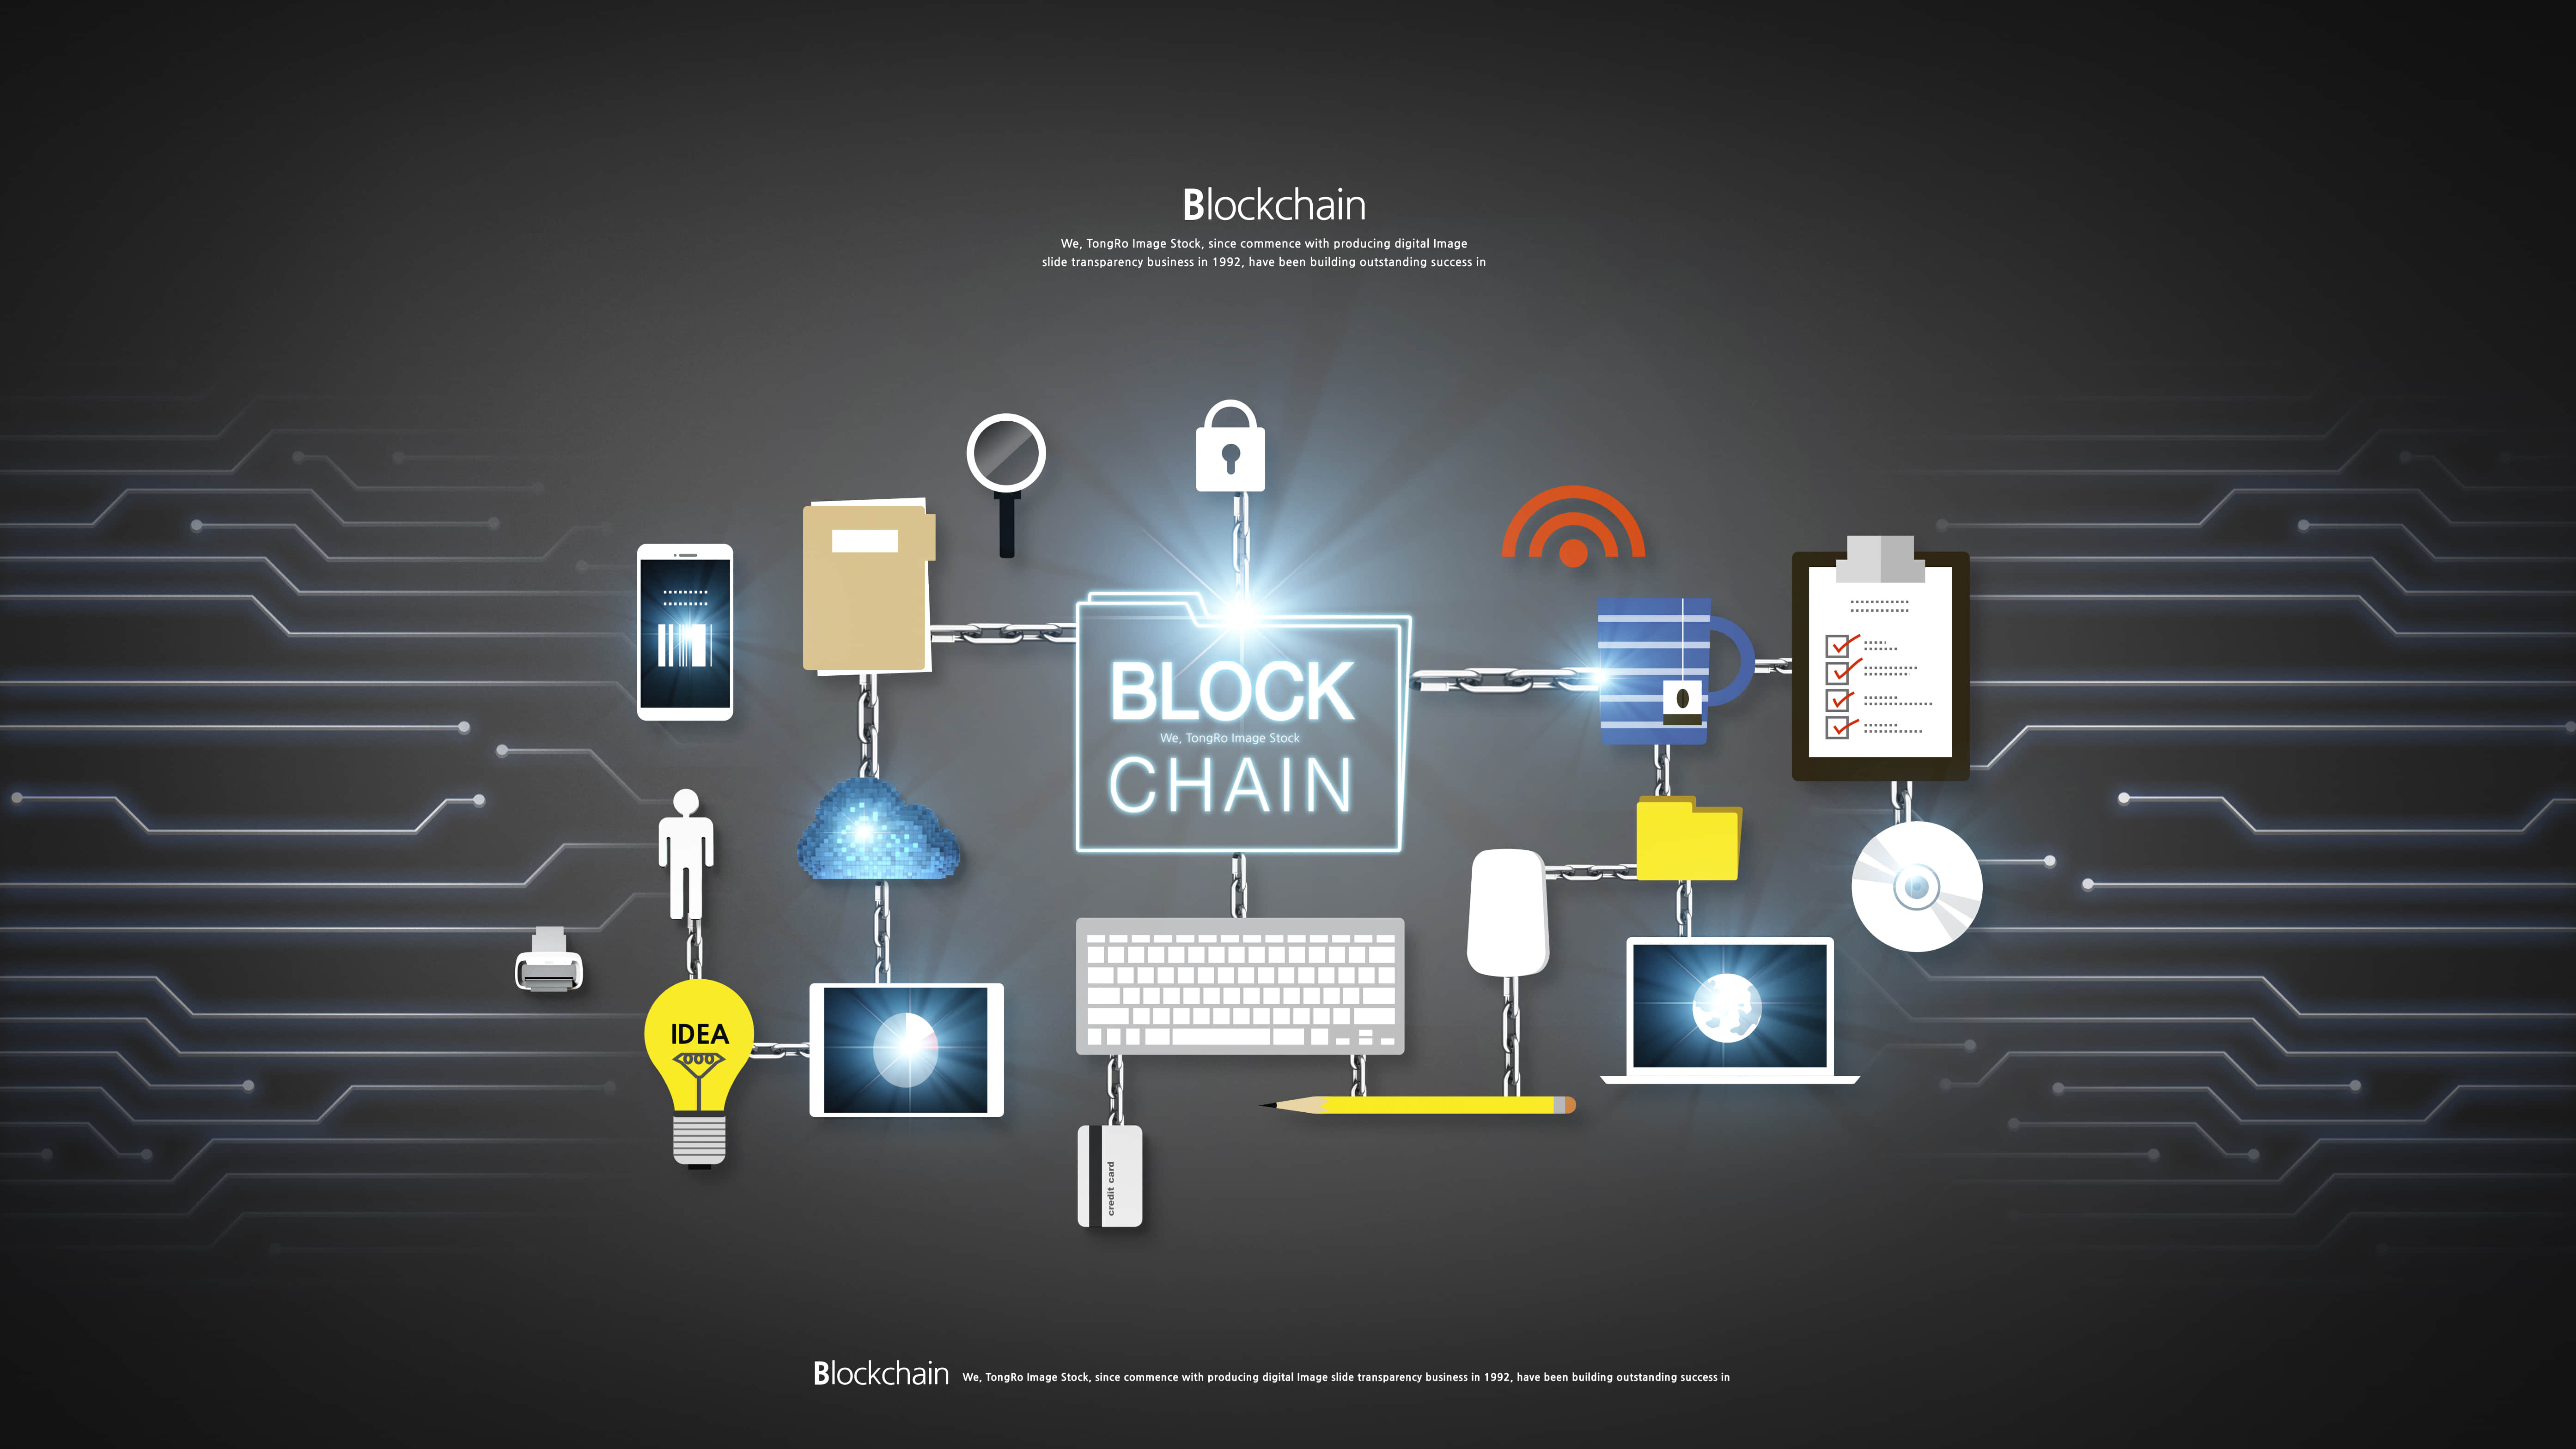 Blockchain
We, TongRo Image Stock, since commence with producing digital Image
slide transparency business in 1992, have been building outstanding success in
BLOCK
We, TongRo Image Stock
CHAIN
IDEA
credit card
Blockchain We, TongRo Image Stock, since commence with producing digital Image slide transparency business in 1992, have been building outstanding success in